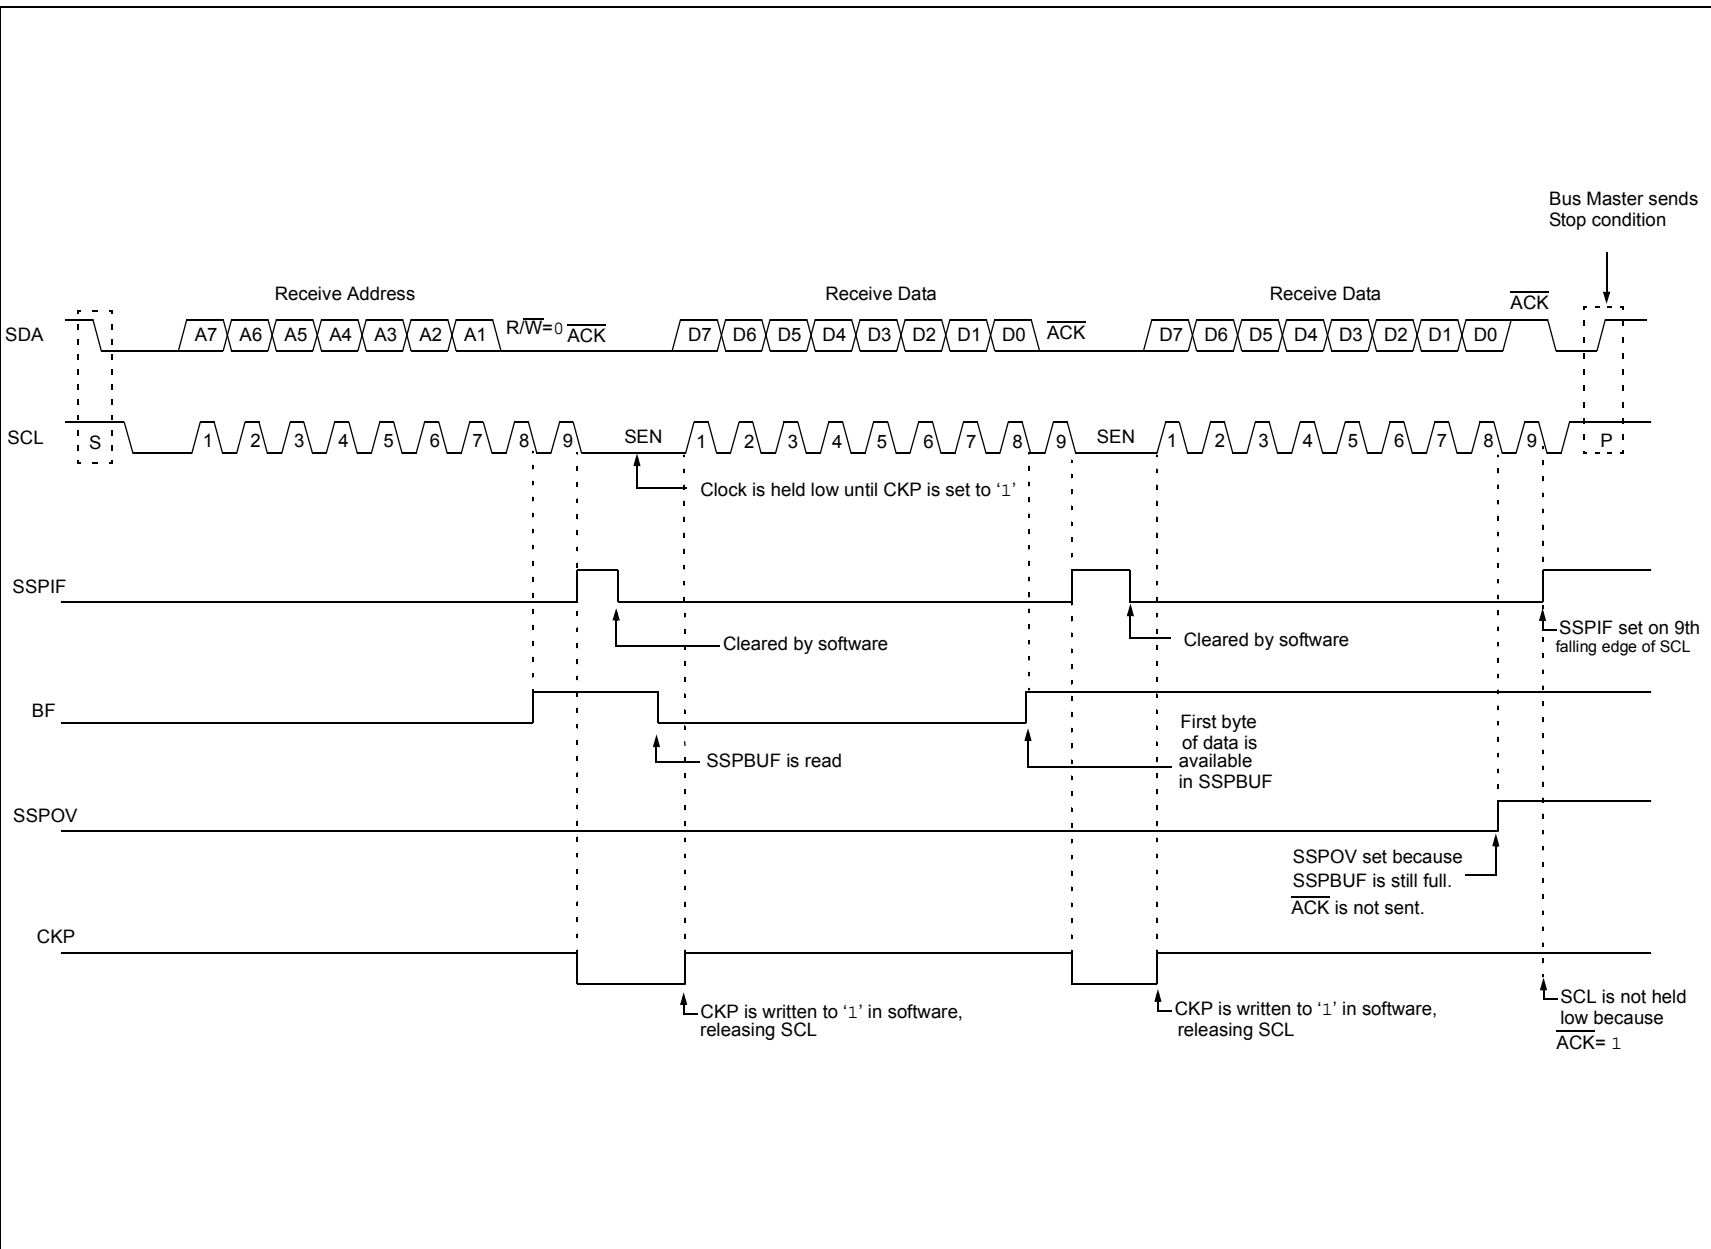 Bus Master sends
Stop condition
Receive Address
Receive Data
Receive Data
ACK
SDA
A7 A6 A5 A4 A3 A2 A1 R/W=0 ACK
D7 D6 D5 D4 D3 D2 D1 D0 ACK
D7 D6 D5 D4 D3 D2 D1 D0
SCL
S 1 2 3 4 5 6 7 8 9 SEN 1 2 3 4 5 6 7 8 9 SEN 1 2 3 4 5 6 7 8 9 P
Clock is held low until CKP is set to ‘1’
SSPIF
Cleared by software
Cleared by software
SSPIF set on 9th
falling edge of SCL
BF
SSPBUF is read
First byte
of data is
available
in SSPBUF
SSPOV
SSPOV set because
SSPBUF is still full.
ACK is not sent.
CKP
CKP is written to ‘1’ in software,
releasing SCL
CKP is written to ‘1’ in software,
releasing SCL
SCL is not held
low because
ACK= 1